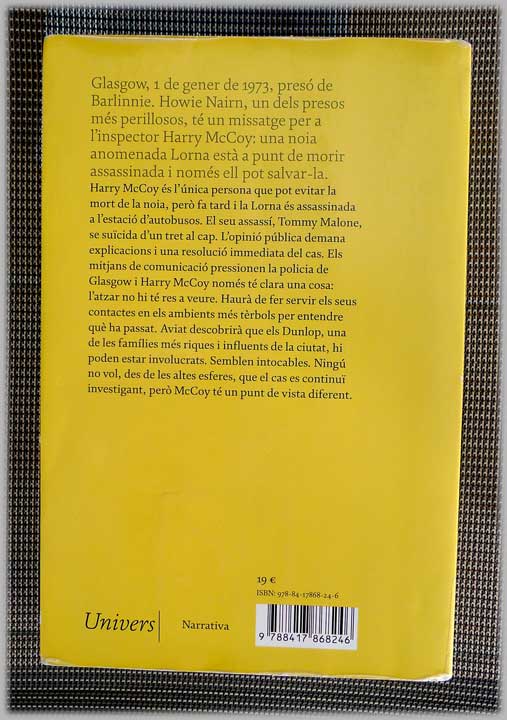 Glasgow, 1 de gener de 1973, presó de
Barlinnie. Howie Nairn, un dels presos
més perillosos, té un missatge per a
l’inspector Harry McCoy: una noia
anomenada Lorna està a punt de morir
assassinada i només ell pot salvar-la.
Harry McCoy és l’única persona que pot evitar la
mort de la noia, però fa tard i la Lorna és assassinada
a l’estació d’autobusos. El seu assassí, Tommy Malone,
se suïcida d’un tret al cap. L’opinió pública demana
explicacions i una resolució immediata del cas. Els
mitjans de comunicació pressionen la policia de
Glasgow i Harry McCoy només té clara una cosa:
l’atzar no hi té res a veure. Haurà de fer servir els seus
contactes en els ambients més tèrbols per entendre
què ha passat. Aviat descobrirà que els Dunlop, una
de les famílies més riques i influents de la ciutat, hi
poden estar involucrats. Semblen intocables. Ningú
no vol, des de les altes esferes, que el cas es continuï
investigant, però McCoy té un punt de vista diferent.
19 €
ISBN: 978-84-17868-24-6
Univers
Narrativa
9 788417 868246